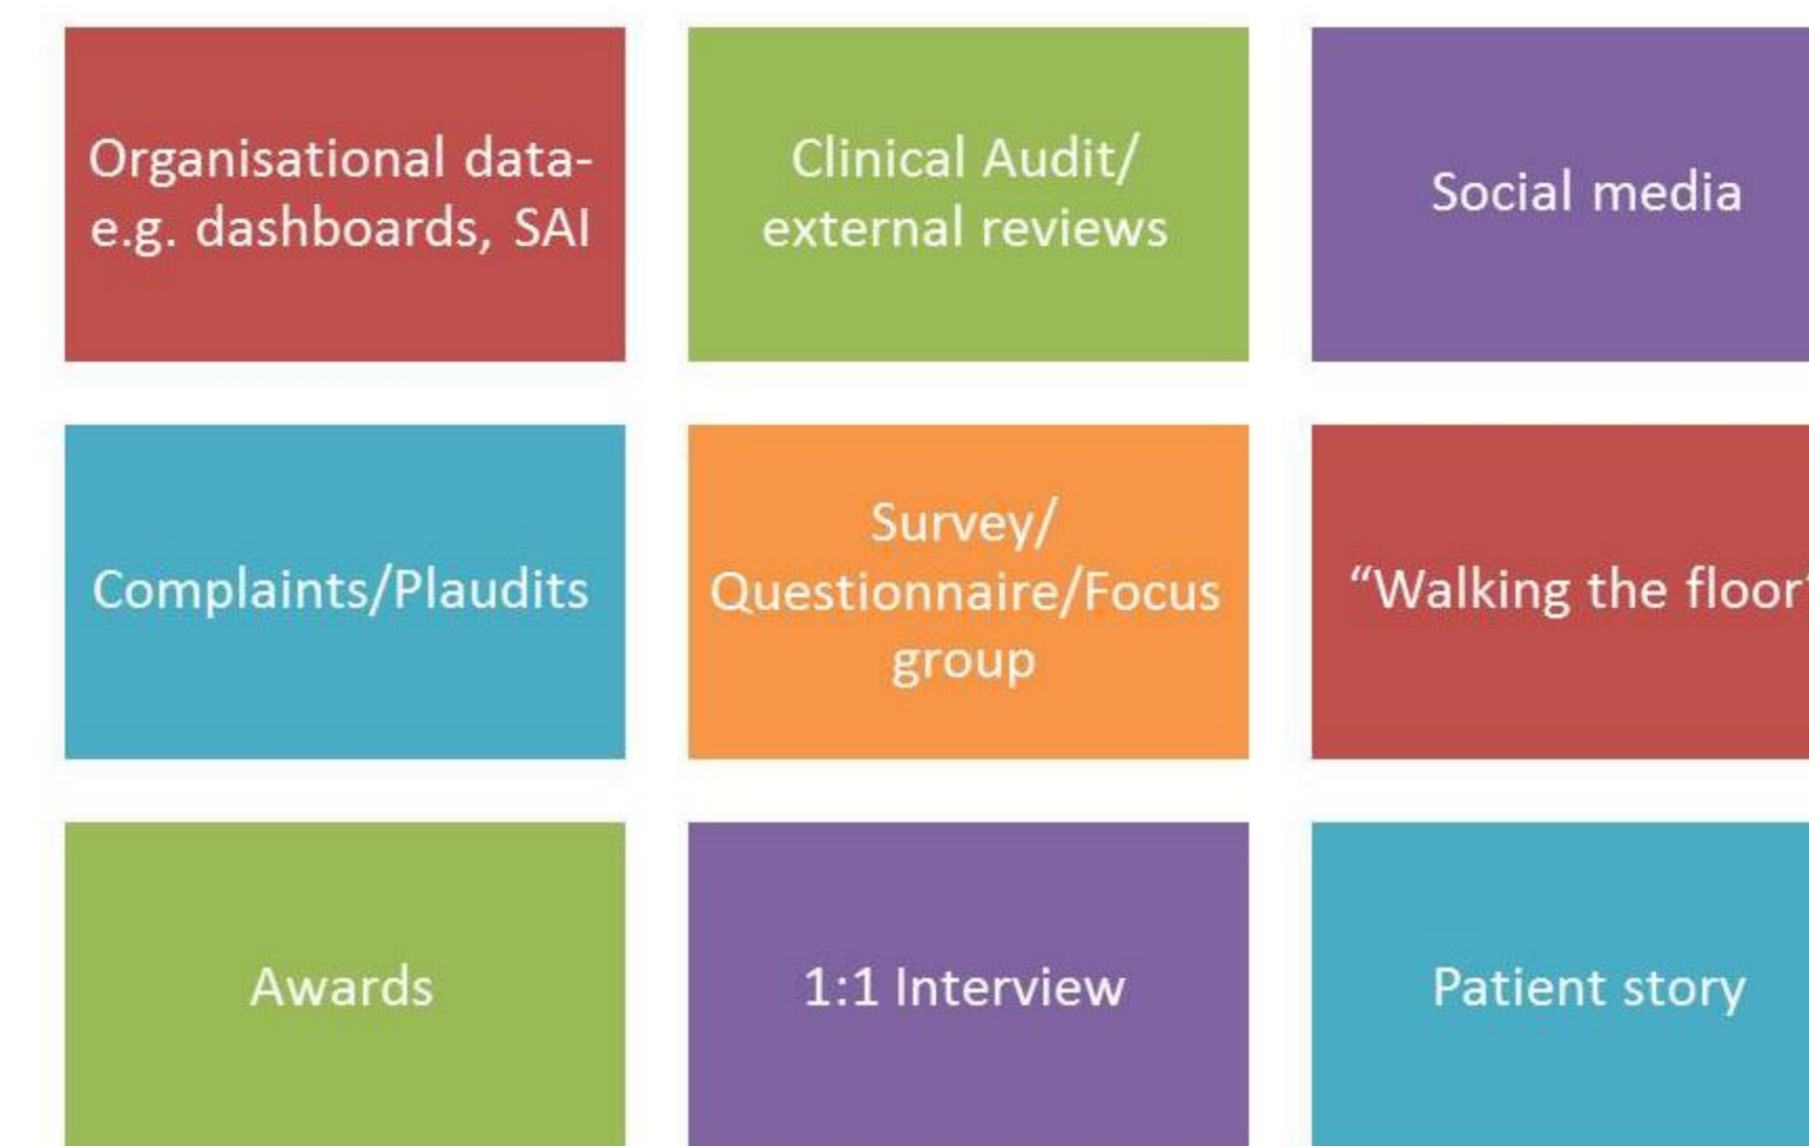 Organisational data-
e.g. dashboards, SAI
Clinical Audit/
external reviews
Social media
Complaints/Plaudits
Survey/
Questionnaire/Focus
group
“Walking the floor”
Awards
1:1 Interview
Patient story